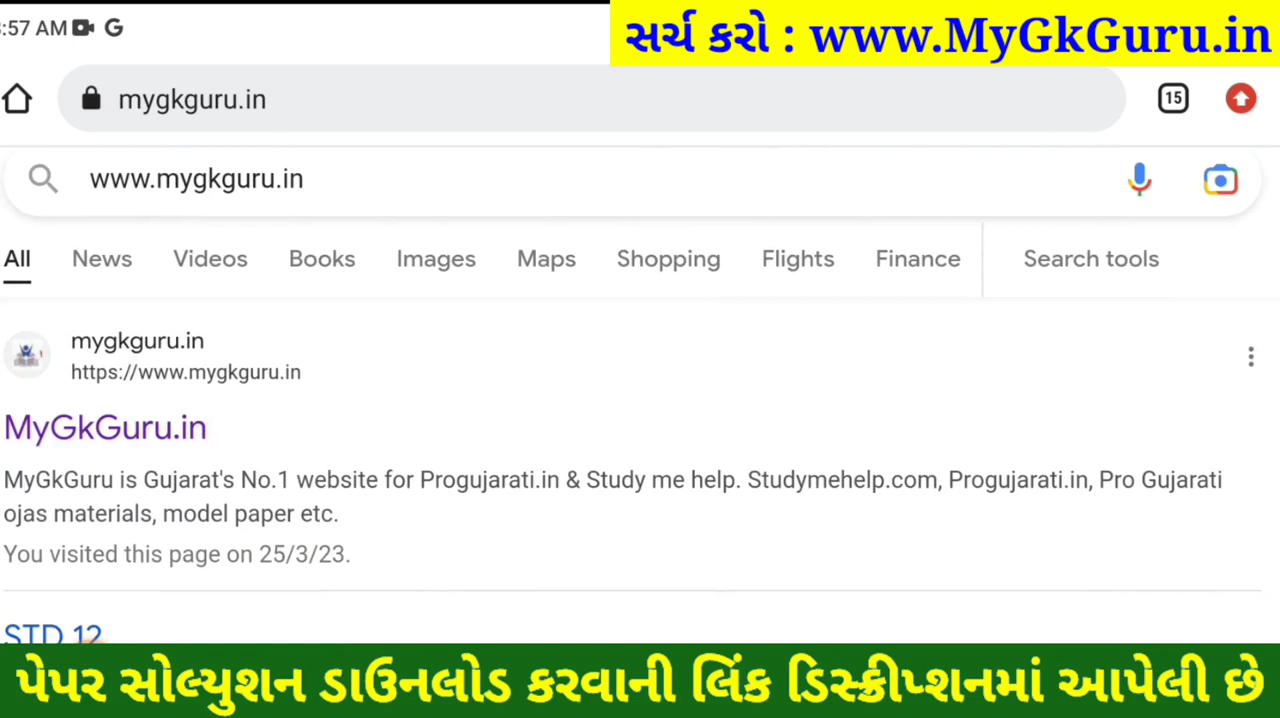 :57 AM
સર્ચ કરો : www.MyGkGuru.in
mygkguru.in
15
www.mygkguru.in
All News Videos Books Images Maps Shopping Flights Finance Search tools
mygkguru.in
https://www.mygkguru.in
MyGkGuru.in
MyGkGuru is Gujarat's No.1 website for Progujarati.in & Study me help. Studymehelp.com, Progujarati.in, Pro Gujarati
ojas materials, model paper etc.
You visited this page on 25/3/23.
STD 12
પેપર સોલ્યુશન ડાઉનલોડ કરવાની લિંક ડિસ્ક્રીપ્શનમાં આપેલી છે